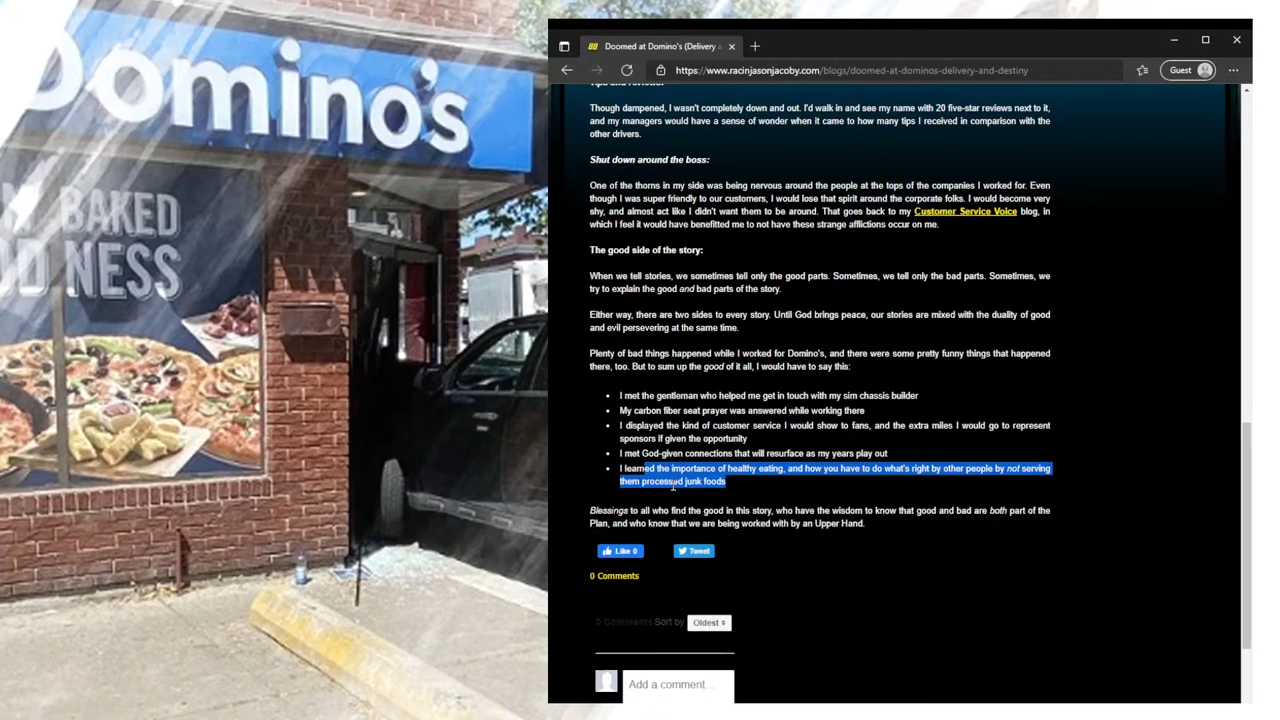 Domino's
BAKED
NESS
Doomed at Domino's (Delivery a
https://www.racinjasonjacoby.com/blogs/doomed-at-dominos-delivery-and-destiny
Guest
Though dampened, I wasn't completely down and out. I'd walk in and see my name with 20 five-star reviews next to it,
and my managers would have a sense of wonder when it came to how many tips I received in comparison with the
other drivers.
Shut down around the boss:
One of the thorns in my side was being nervous around the people at the tops of the companies I worked for. Even
though I was super friendly to our customers, I would lose that spirit around the corporate folks. I would become very
shy, and almost act like I didn't want them to be around. That goes back to my Customer Service Voice blog, in
which I feel it would have benefitted me to not have these strange afflictions occur on me.
The good side of the story:
When we tell stories, we sometimes tell only the good parts. Sometimes, we tell only the bad parts. Sometimes, we
try to explain the good and bad parts of the story.
Either way, there are two sides to every story. Until God brings peace, our stories are mixed with the duality of good
and evil persevering at the same time.
Plenty of bad things happened while I worked for Domino's, and there were some pretty funny things that happened
there, too. But to sum up the good of it all, I would have to say this:
• I met the gentleman who helped me get in touch with my sim chassis builder
• My carbon fiber seat prayer was answered while working there
• I displayed the kind of customer service I would show to fans, and the extra miles I would go to represent
sponsors if given the opportunity
• I met God-given connections that will resurface as my years play out
• I learned the importance of healthy eating, and how you have to do what's right by other people by not serving
them processed junk foods
Blessings to all who find the good in this story, who have the wisdom to know that good and bad are both part of the
Plan, and who know that we are being worked with by an Upper Hand.
Like 0
Tweet
0 Comments
0 Comments Sort by Oldest
Add a comment...